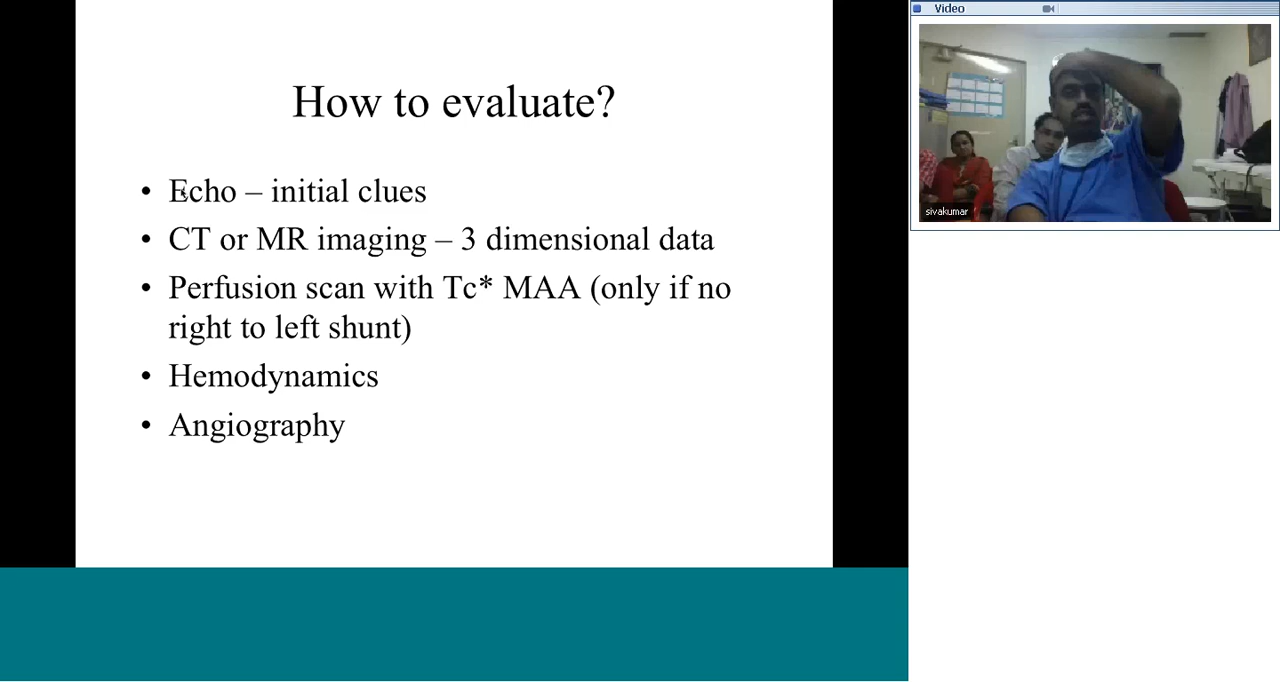 How to evaluate?
• Echo – initial clues
• CT or MR imaging – 3 dimensional data
• Perfusion scan with Tc* MAA (only if no
right to left shunt)
• Hemodynamics
• Angiography
Video
sivakumar